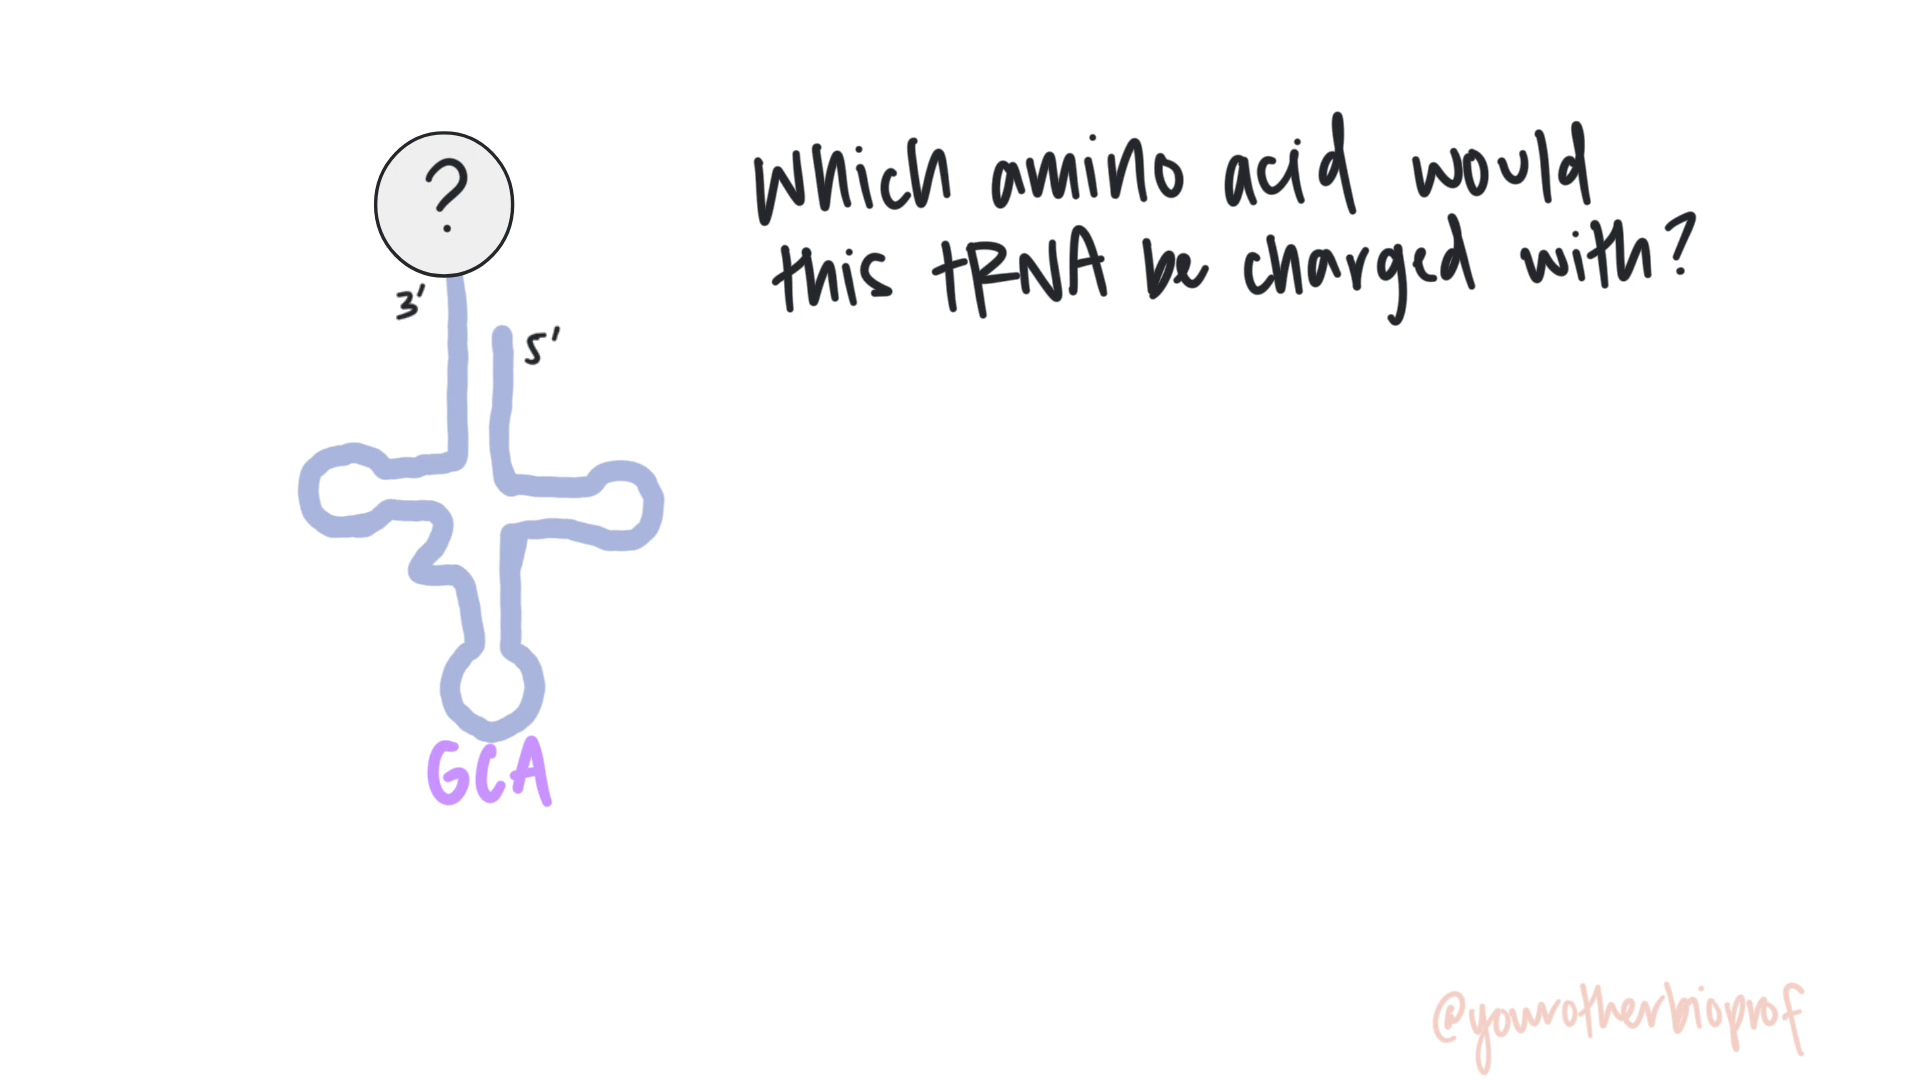 ?
Which amino acid would
this tRNA be charged with?
3'
5'
GCA
@yourotherbioprof